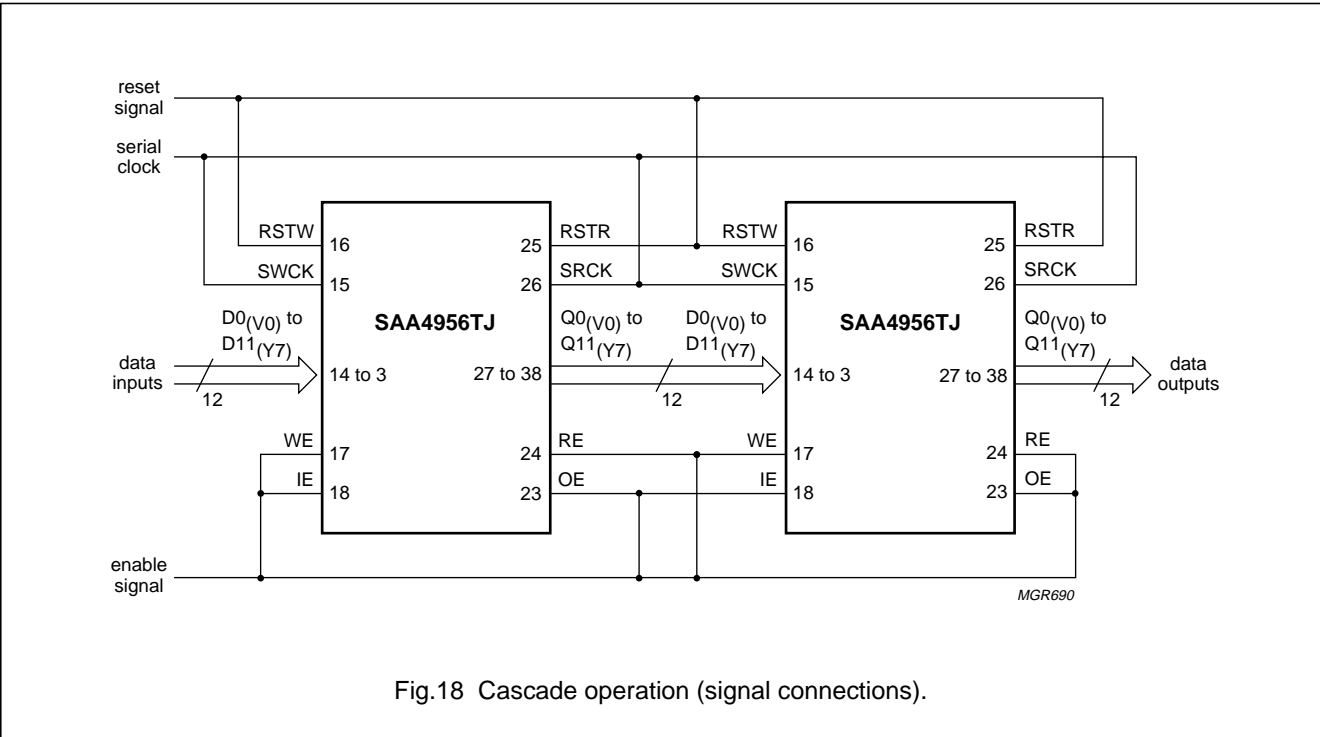 reset
signal
serial
clock
RSTW
16
25
RSTR
RSTW
16
25
RSTR
SWCK
15
26
SRCK
SWCK
15
26
SRCK
D0(V0) to
D11(Y7)
SAA4956TJ
Q0(V0) to
Q11(Y7)
D0(V0) to
D11(Y7)
SAA4956TJ
Q0(V0) to
Q11(Y7)
data
inputs
12
14 to 3
27 to 38
12
14 to 3
27 to 38
12
data
outputs
WE
17
24
RE
WE
17
24
RE
IE
18
23
OE
IE
18
23
OE
enable
signal
MGR690
Fig.18 Cascade operation (signal connections).